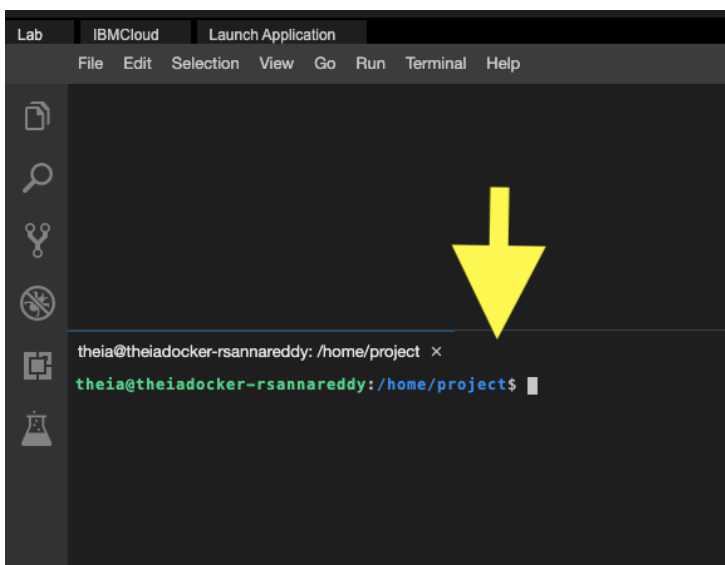 Lab IBMCloud Launch Application
File Edit Selection View Go Run Terminal Help
theia@theiadocker-rsannareddy: /home/project ×
theia@theiadocker-rsannareddy:/home/project$